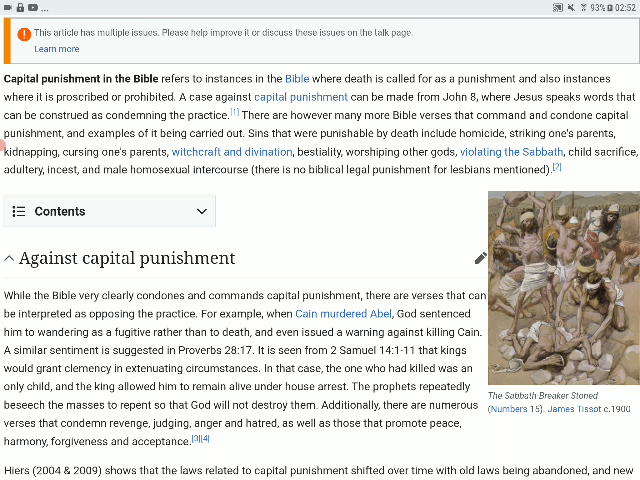 ... 93% 02:52
This article has multiple issues. Please help improve it or discuss these issues on the talk page.
Learn more
Capital punishment in the Bible refers to instances in the Bible where death is called for as a punishment and also instances
where it is proscribed or prohibited. A case against capital punishment can be made from John 8, where Jesus speaks words that
can be construed as condemning the practice.[1] There are however many more Bible verses that command and condone capital
punishment, and examples of it being carried out. Sins that were punishable by death include homicide, striking one's parents,
kidnapping, cursing one's parents, witchcraft and divination, bestiality, worshiping other gods, violating the Sabbath, child sacrifice,
adultery, incest, and male homosexual intercourse (there is no biblical legal punishment for lesbians mentioned).[2]
Contents
Against capital punishment
While the Bible very clearly condones and commands capital punishment, there are verses that can
be interpreted as opposing the practice. For example, when Cain murdered Abel, God sentenced
him to wandering as a fugitive rather than to death, and even issued a warning against killing Cain.
A similar sentiment is suggested in Proverbs 28:17. It is seen from 2 Samuel 14:1-11 that kings
would grant clemency in extenuating circumstances. In that case, the one who had killed was an
only child, and the king allowed him to remain alive under house arrest. The prophets repeatedly
beseech the masses to repent so that God will not destroy them. Additionally, there are numerous
verses that condemn revenge, judging, anger and hatred, as well as those that promote peace,
harmony, forgiveness and acceptance.[3][4]
The Sabbath Breaker Stoned
(Numbers 15). James Tissot c.1900
Hiers (2004 & 2009) shows that the laws related to capital punishment shifted over time with old laws being abandoned, and new